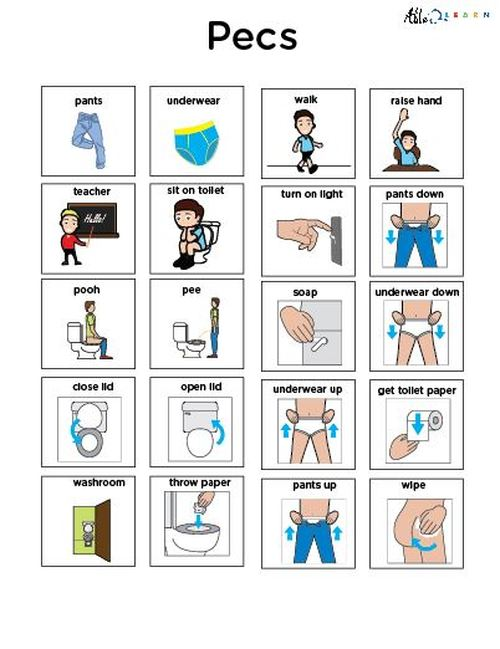 Able2LEARN
Pecs
pants
underwear
walk
raise hand
teacher
Hello!
sit on toilet
turn on light
pants down
pooh
pee
soap
underwear down
close lid
open lid
underwear up
get toilet paper
washroom
throw paper
pants up
wipe